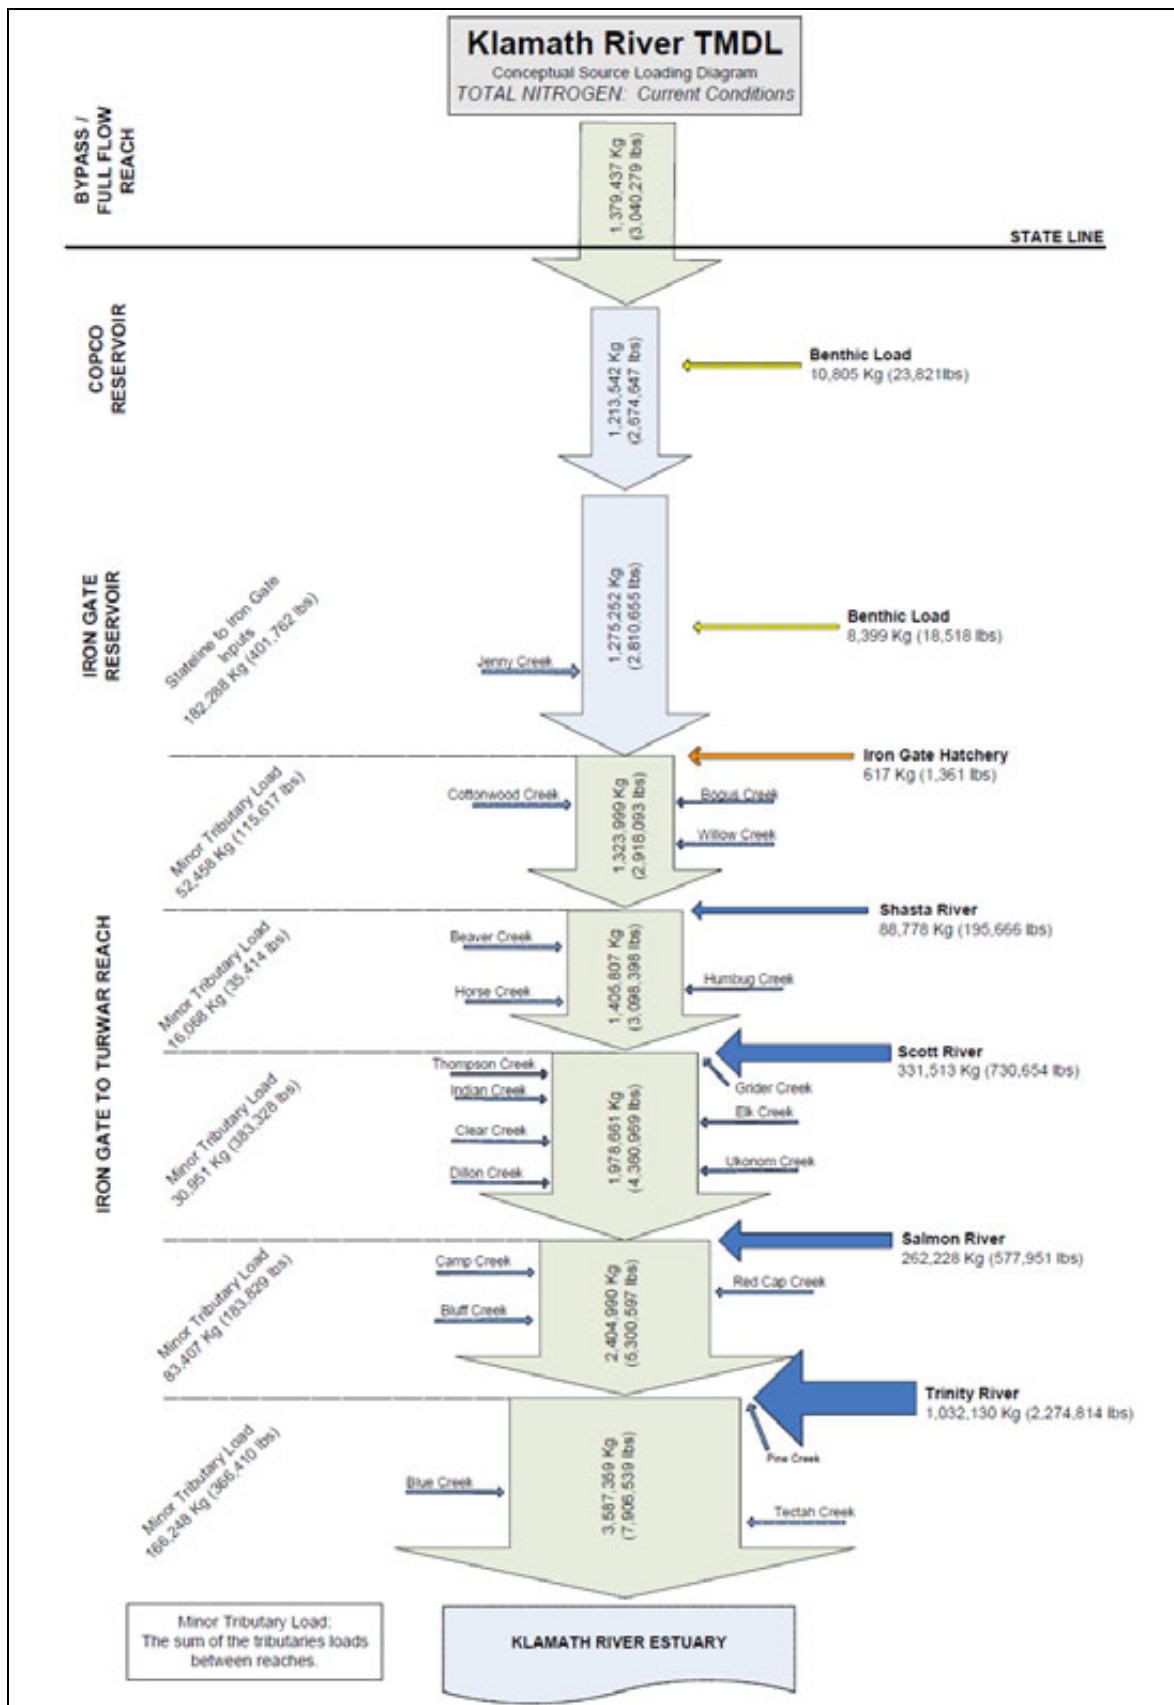 Klamath River TMDL
Conceptual Source Loading Diagram
TOTAL NITROGEN: Current Conditions
BYPASS /
FULL FLOW
REACH
1,379,437 Kg
(3,040,279 lbs)
STATE LINE
COPCO
RESERVOIR
1,213,542 Kg
(2,674,647 lbs)
Benthic Load
10,805 Kg (23,821lbs)
IRON GATE
RESERVOIR
Stateline to Iron Gate
Inputs
182,288 Kg (401,762 lbs)
1,275,252 Kg
(2,810,655 lbs)
Benthic Load
8,399 Kg (18,518 lbs)
Jenny Creek
Iron Gate Hatchery
617 Kg (1,361 lbs)
IRON GATE TO TURWAR REACH
Minor Tributary Load
52,458 Kg (115,617 lbs)
Cottonwood Creek
1,323,999 Kg
(2,918,093 lbs)
Bogus Creek
Willow Creek
Shasta River
88,778 Kg (195,666 lbs)
Minor Tributary Load
16,068 Kg (35,414 lbs)
Beaver Creek
Horse Creek
1,405,807 Kg
(3,098,398 lbs)
Humbug Creek
Scott River
331,513 Kg (730,654 lbs)
Minor Tributary Load
30,951 Kg (383,328 lbs)
Thompson Creek
Indian Creek
Clear Creek
Dillon Creek
1,978,661 Kg
(4,360,969 lbs)
Grider Creek
Elk Creek
Ukonom Creek
Salmon River
262,228 Kg (577,951 lbs)
Minor Tributary Load
83,407 Kg (183,829 lbs)
Camp Creek
Bluff Creek
2,404,990 Kg
(5,300,597 lbs)
Red Cap Creek
Trinity River
1,032,130 Kg (2,274,814 lbs)
Minor Tributary Load
166,248 Kg (366,410 lbs)
Blue Creek
3,587,359 Kg
(7,906,539 lbs)
Pine Creek
Tectah Creek
Minor Tributary Load:
The sum of the tributaries loads
between reaches.
KLAMATH RIVER ESTUARY